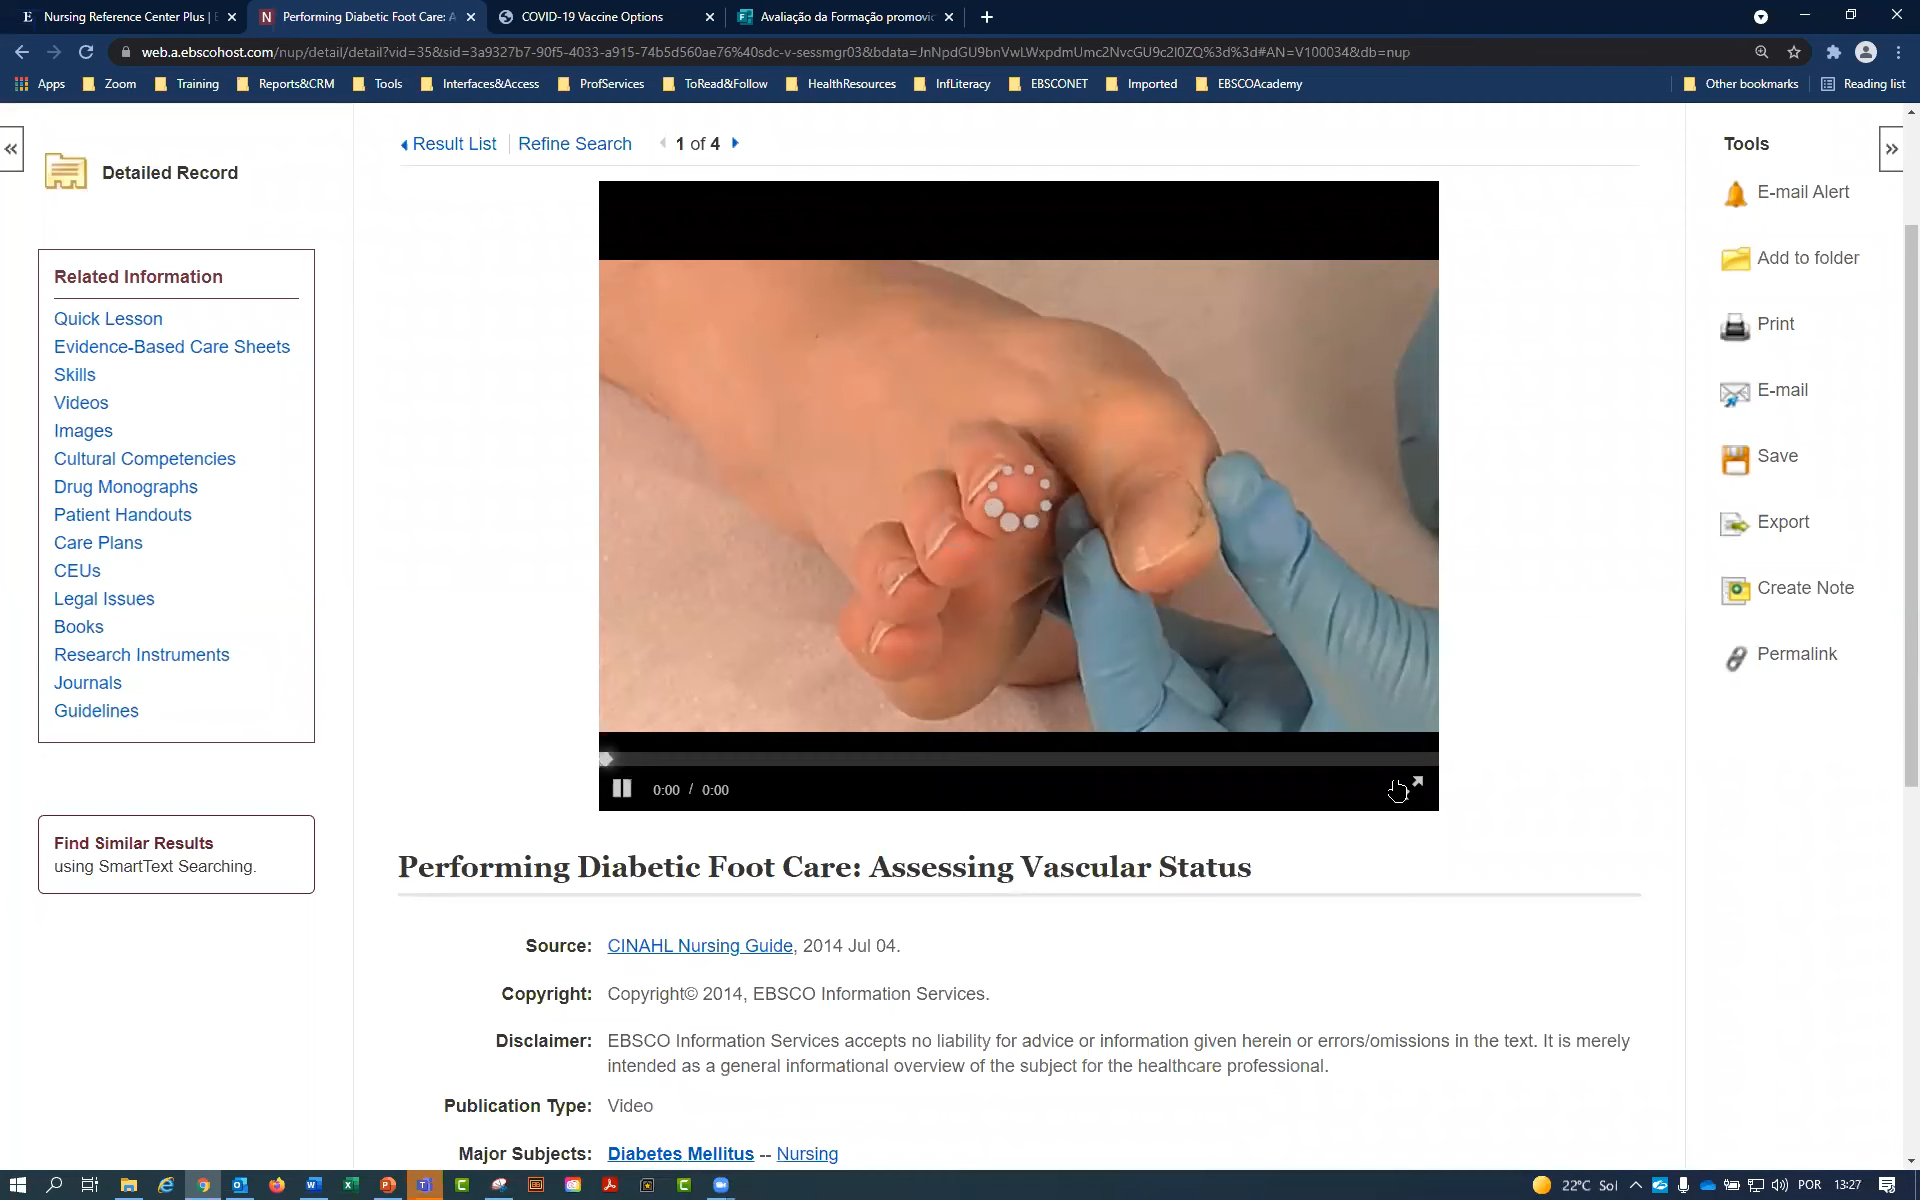 Nursing Reference Center Plus | E
Performing Diabetic Foot Care: A
COVID-19 Vaccine Options
Avaliação da Formação promovid
web.a.ebscohost.com/nup/detail/detail?vid=35&sid=3a9327b7-90f5-4033-a915-74b5d560ae76%40sdc-v-sessmgr03&bdata=JnNpdGU9bnVwLWxpdmUmc2NvcGU9c2l0ZQ%3d%3d#AN=V100034&db=nup
Apps Zoom Training Reports&CRM Tools Interfaces&Access ProfServices ToRead&Follow HealthResources InfLiteracy EBSCONET Imported EBSCOAcademy Other bookmarks Reading list
Detailed Record
Related Information
Quick Lesson
Evidence-Based Care Sheets
Skills
Videos
Images
Cultural Competencies
Drug Monographs
Patient Handouts
Care Plans
CEUs
Legal Issues
Books
Research Instruments
Journals
Guidelines
Find Similar Results
using SmartText Searching.
Result List Refine Search 1 of 4
0:00 / 0:00
Performing Diabetic Foot Care: Assessing Vascular Status
Source: CINAHL Nursing Guide, 2014 Jul 04.
Copyright: Copyright© 2014, EBSCO Information Services.
Disclaimer: EBSCO Information Services accepts no liability for advice or information given herein or errors/omissions in the text. It is merely
intended as a general informational overview of the subject for the healthcare professional.
Publication Type: Video
Major Subjects: Diabetes Mellitus -- Nursing
Tools
E-mail Alert
Add to folder
Print
E-mail
Save
Export
Create Note
Permalink
22°C Sol POR 13:27